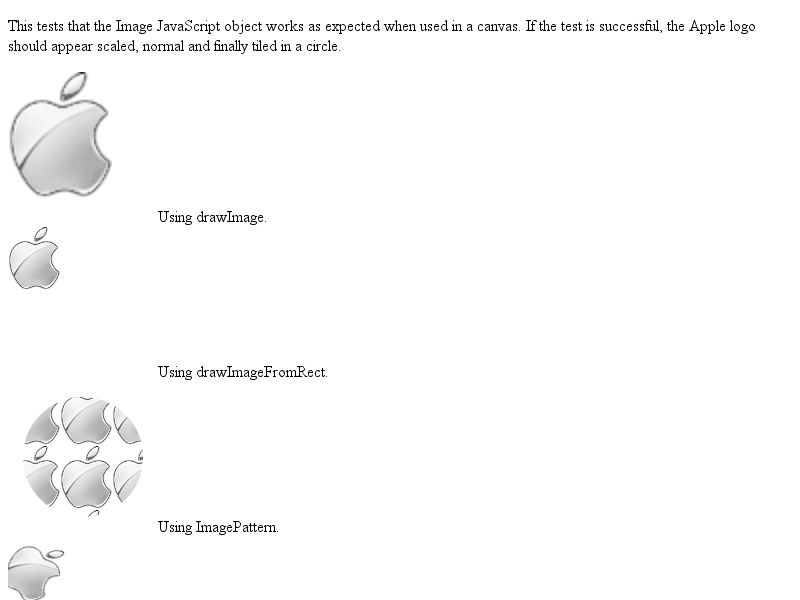 This tests that the Image JavaScript object works as expected when used in a canvas. If the test is successful, the Apple logo
should appear scaled, normal and finally tiled in a circle.
Using drawImage.
Using drawImageFromRect.
Using ImagePattern.